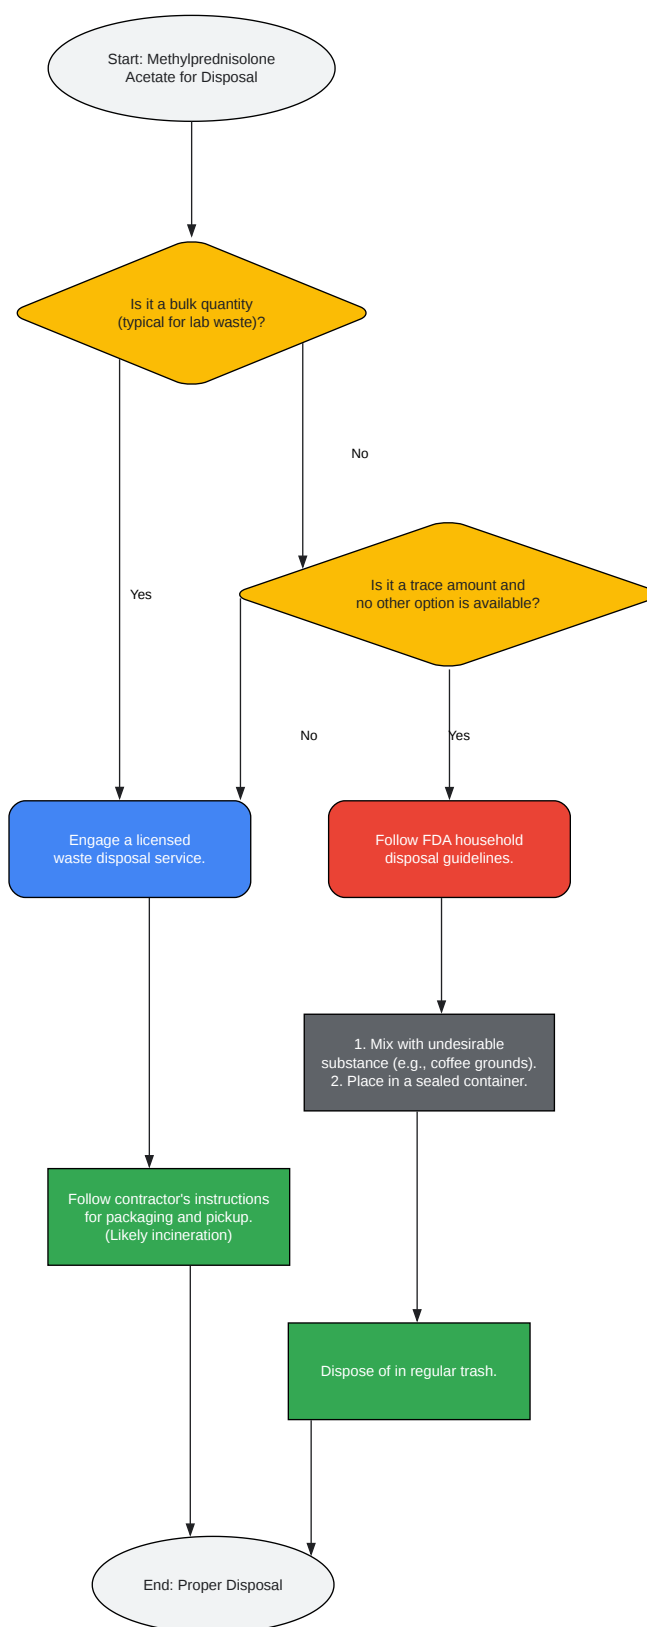 Start: Methylprednisolone
Acetate for Disposal
Is it a bulk quantity
(typical for lab waste)?
No
Is it a trace amount and
no other option is available?
Yes
No
Yes
Engage a licensed
waste disposal service.
Follow FDA household
disposal guidelines.
1. Mix with undesirable
substance (e.g., coffee grounds).
2. Place in a sealed container.
Follow contractor's instructions
for packaging and pickup.
(Likely incineration)
Dispose of in regular trash.
End: Proper Disposal